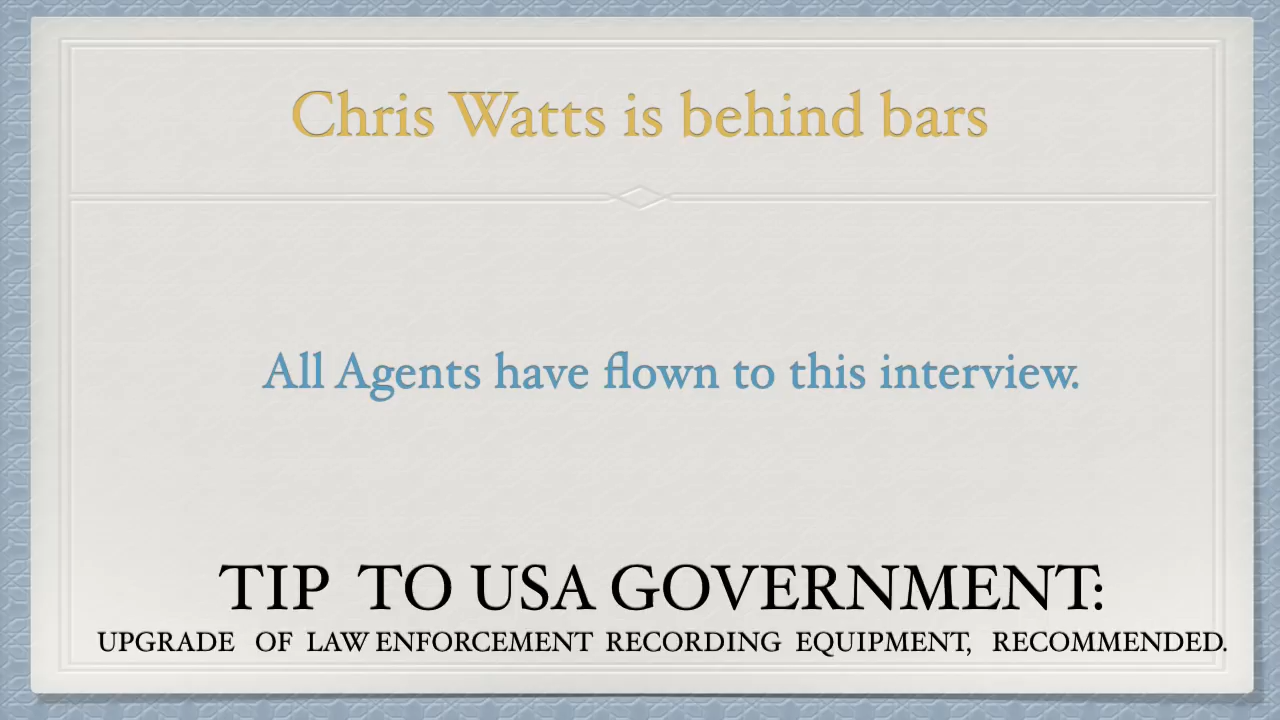 Chris Watts is behind bars
All Agents have flown to this interview.
TIP TO USA GOVERNMENT:
UPGRADE OF LAW ENFORCEMENT RECORDING EQUIPMENT, RECOMMENDED.